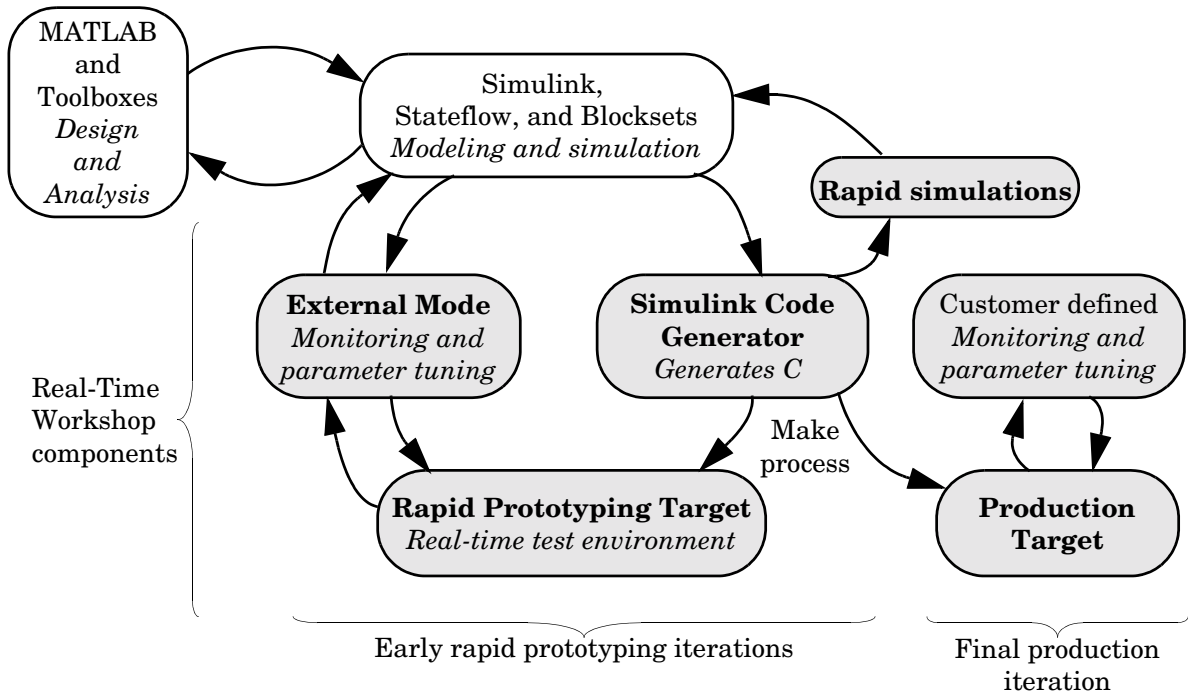 MATLAB
and
Toolboxes
Design
and
Analysis
Simulink,
Stateflow, and Blocksets
Modeling and simulation
Rapid simulations
External Mode
Monitoring and
parameter tuning
Simulink Code
Generator
Generates C
Customer defined
Monitoring and
parameter tuning
Real-Time
Workshop
components
Make
process
Rapid Prototyping Target
Real-time test environment
Production
Target
Early rapid prototyping iterations
Final production
iteration